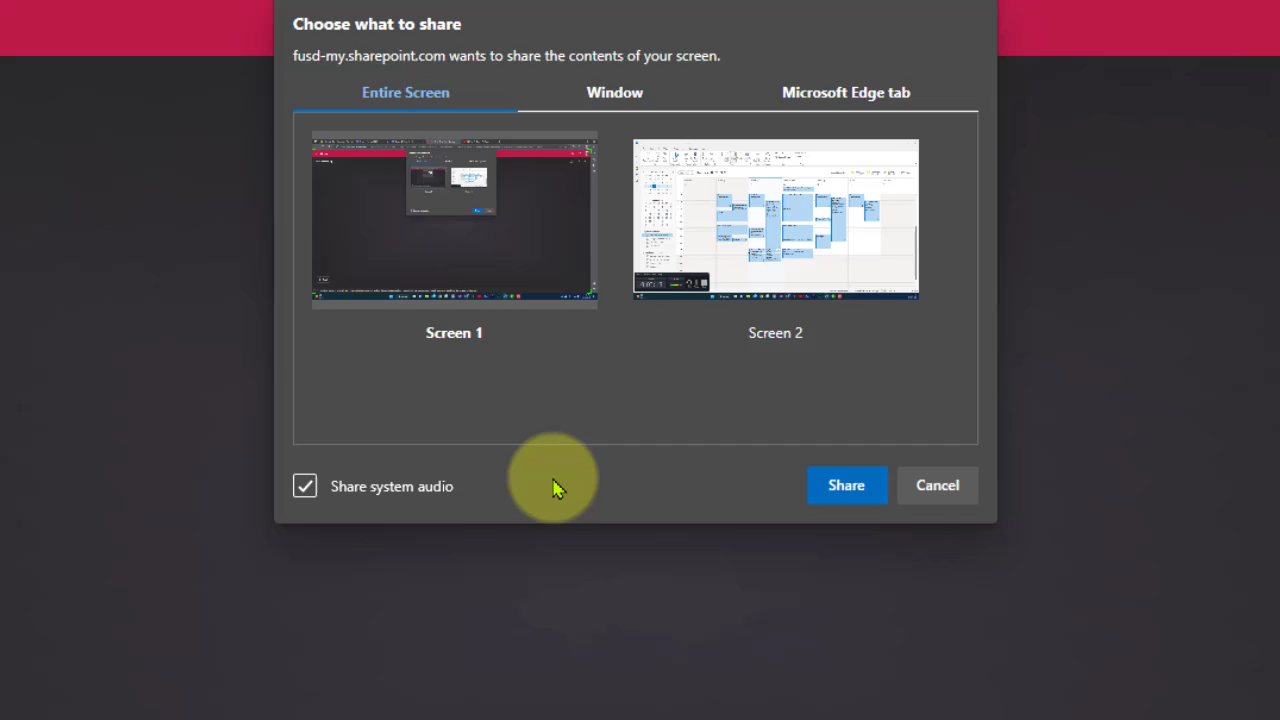 Choose what to share
fusd-my.sharepoint.com wants to share the contents of your screen.
Entire Screen
Window
Microsoft Edge tab
Screen 1
Screen 2
Share system audio
Share
Cancel